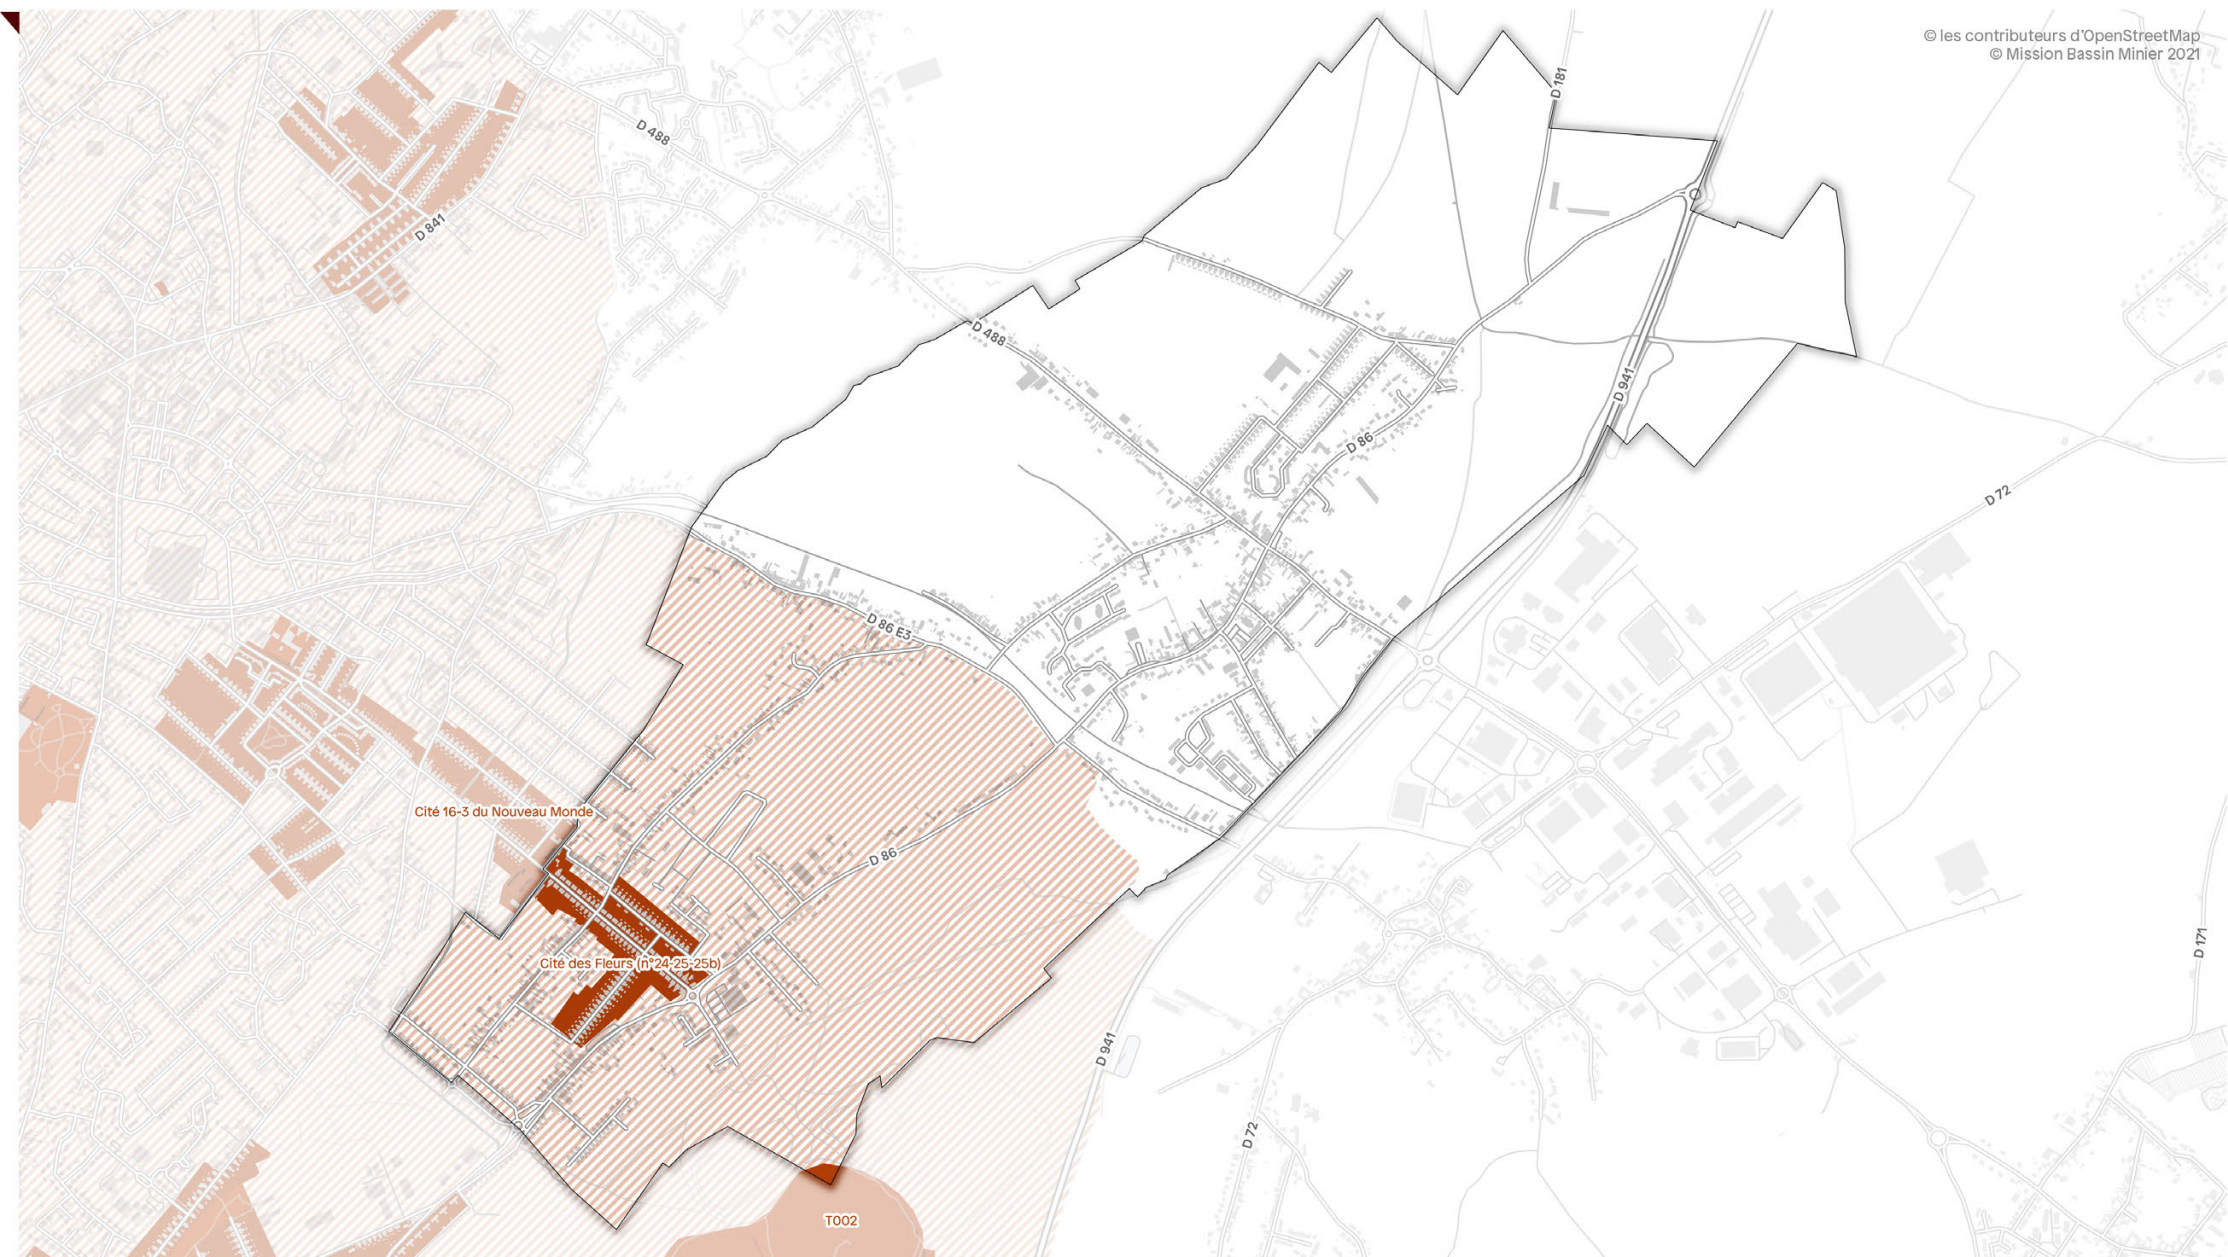 © les contributeurs d'OpenStreetMap
© Mission Bassin Minier 2021
D 181
D 488
D 841
D 488
D 941
D 86
D 72
D 86 E3
Cité 16-3 du Nouveau Monde
D 86
D 171
Cité des Fleurs (n°24-25-25b)
D 941
D 72
T002